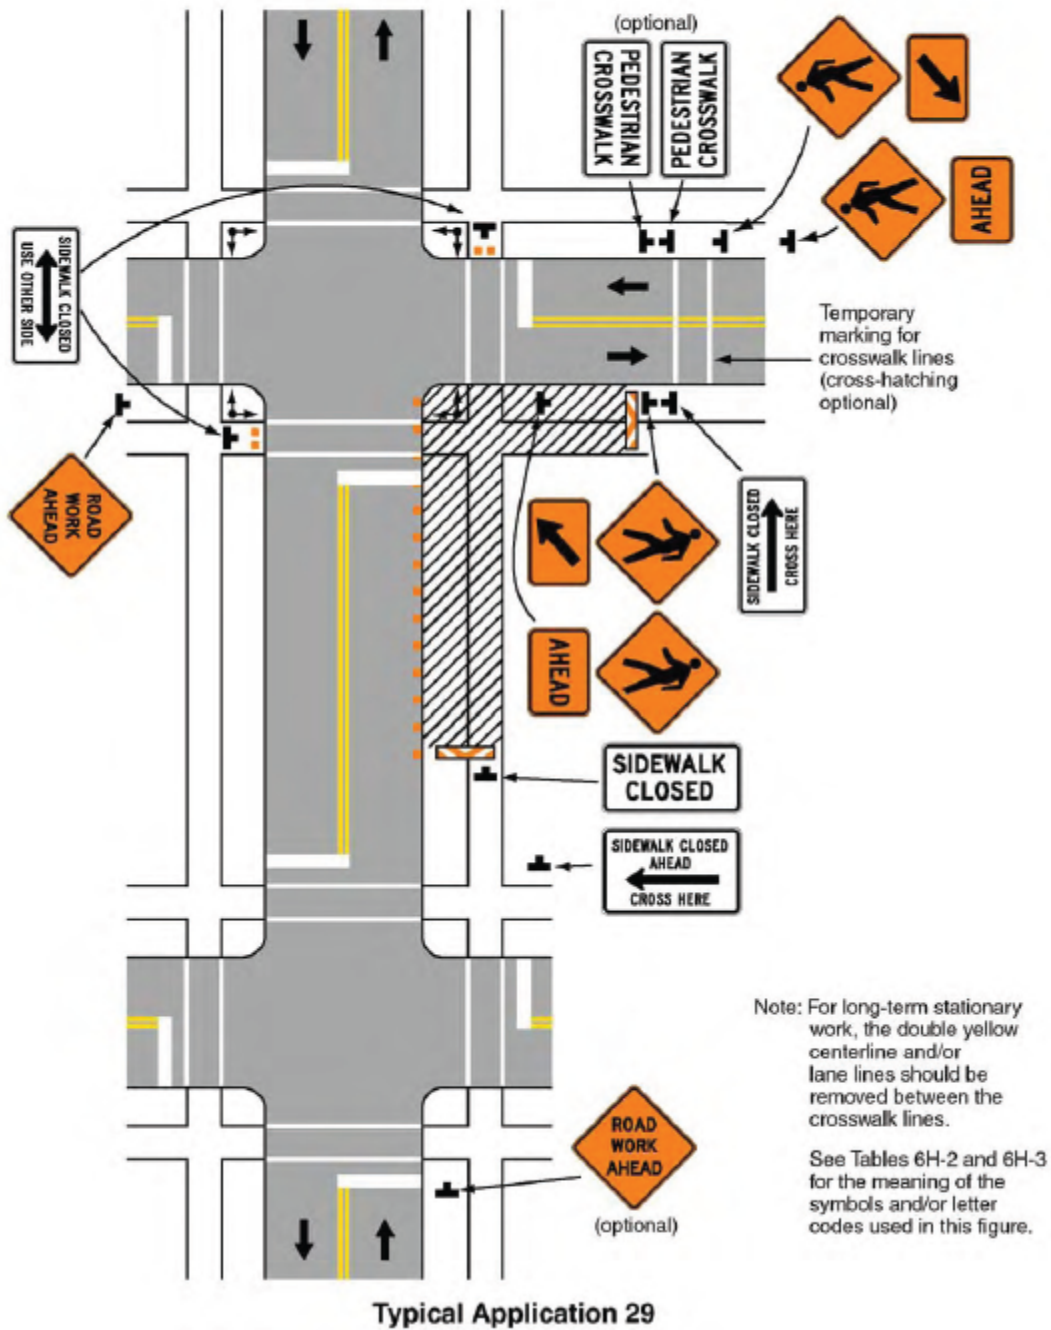 (optional)
PEDESTRIAN
CROSSWALK
PEDESTRIAN
CROSSWALK
AHEAD
SIDEWALK CLOSED
USE OTHER SIDE
Temporary
marking for
crosswalk lines
(cross-hatching
optional)
ROAD
WORK
AHEAD
SIDEWALK CLOSED
CROSS HERE
AHEAD
SIDEWALK
CLOSED
SIDEWALK CLOSED
AHEAD
CROSS HERE
Note: For long-term stationary
work, the double yellow
centerline and/or
lane lines should be
removed between the
crosswalk lines.
See Tables 6H-2 and 6H-3
for the meaning of the
symbols and/or letter
codes used in this figure.
ROAD
WORK
AHEAD
(optional)
Typical Application 29